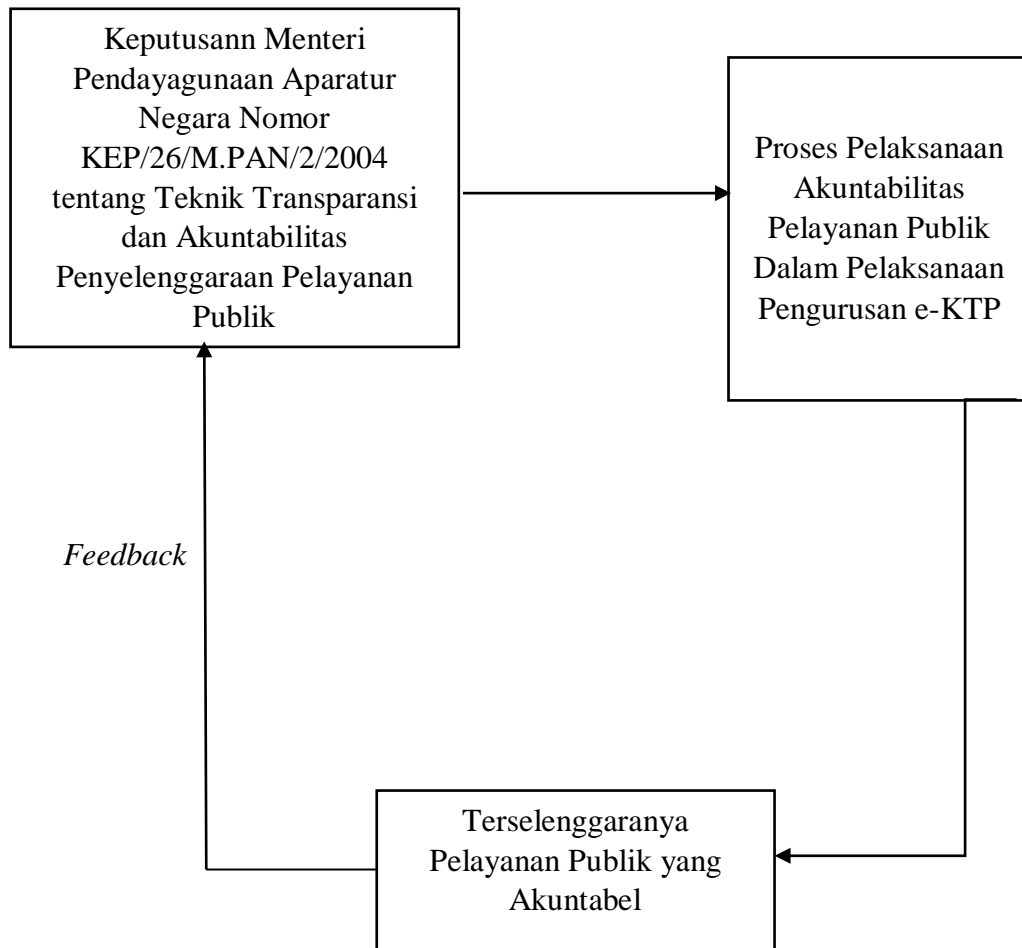 Keputusann Menteri
Pendayagunaan Aparatur
Negara Nomor
KEP/26/M.PAN/2/2004
tentang Teknik Transparansi
dan Akuntabilitas
Penyelenggaraan Pelayanan
Publik
Proses Pelaksanaan
Akuntabilitas
Pelayanan Publik
Dalam Pelaksanaan
Pengurusan e-KTP
Feedback
Terselenggaranya
Pelayanan Publik yang
Akuntabel